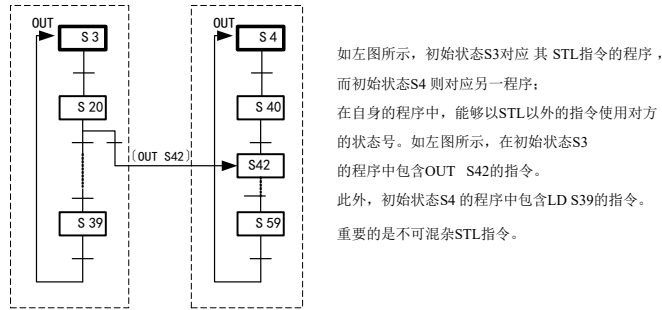 OUT
S 3
S 20
S 39
(OUT S42)
OUT
S 4
S 40
S42
S 59
如左图所示，初始状态S3对应 其 STL指令的程序，
而初始状态S4 则对应另一程序；
在自身的程序中，能够以STL以外的指令使用对方
的状态号。如左图所示，在初始状态S3
的程序中包含OUT S42的指令。
此外，初始状态S4 的程序中包含LD S39的指令。
重要的是不可混杂STL指令。